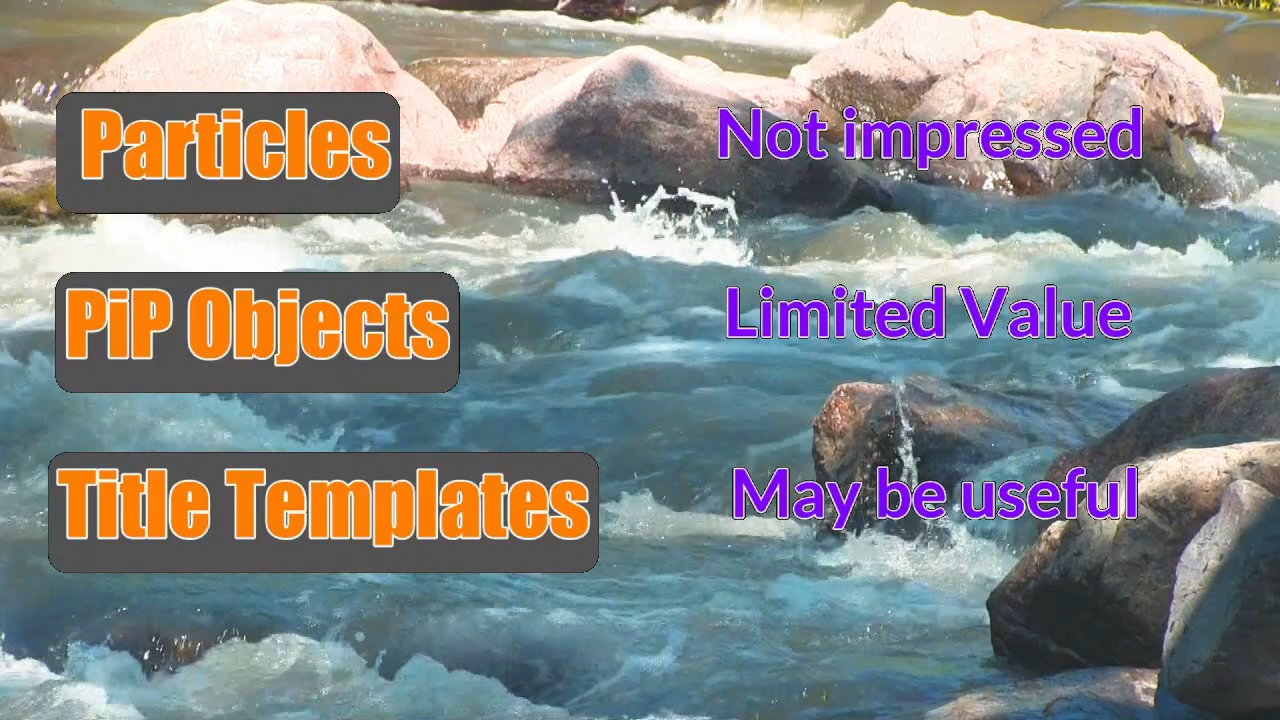 Particles Not impressed
PiP Objects Limited Value
Title Templates May be useful